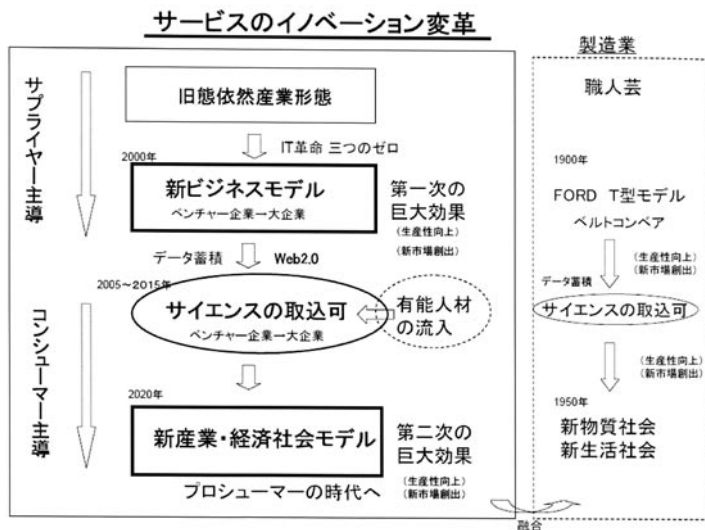 サービスのイノベーション変革
サプライヤー主導
コンシューマー主導
旧態依然産業形態
IT革命 三つのゼロ
2000年
新ビジネスモデル
ベンチャー企業→大企業
第一次の
巨大効果
(生産性向上)
(新市場創出)
データ蓄積
Web2.0
2005～2015年
サイエンスの取込可
ベンチャー企業→大企業
有能人材
の流入
2020年
新産業・経済社会モデル
第二次の
巨大効果
(生産性向上)
(新市場創出)
プロシューマーの時代へ
融合
製造業
職人芸
1900年
FORD T型モデル
ベルトコンベア
(生産性向上)
(新市場創出)
データ蓄積
サイエンスの取込可
(生産性向上)
(新市場創出)
1950年
新物質社会
新生活社会